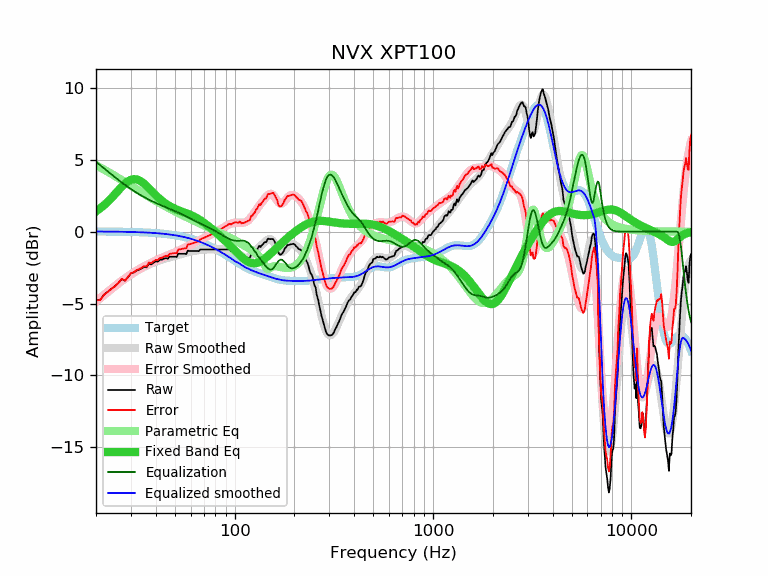 NVX XPT100
Amplitude (dBr)
10
5
0
−5
−10
−15
Target
Raw Smoothed
Error Smoothed
Raw
Error
Parametric Eq
Fixed Band Eq
Equalization
Equalized smoothed
100
1000
10000
Frequency (Hz)